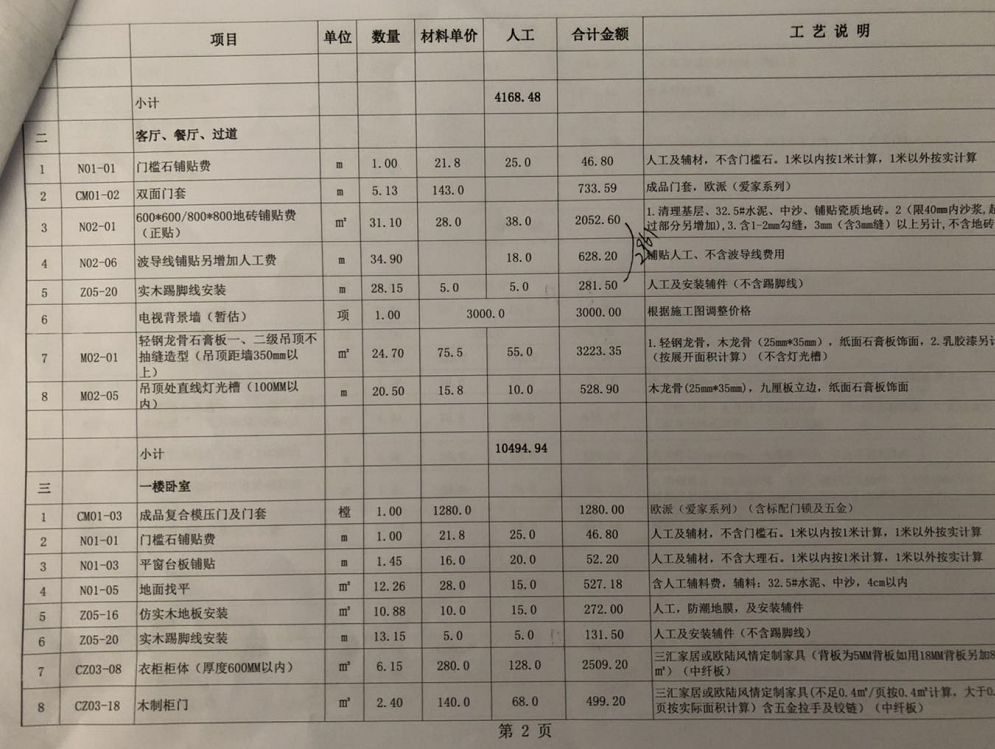 项目 单位 数量 材料单价 人工 合计金额 工 艺 说 明
小计 4168.48
二 客厅、餐厅、过道
1 N01-01 门槛石铺贴费 m 1.00 21.8 25.0 46.80 人工及辅材，不含门槛石。1米以内按1米计算，1米以外按实计算
2 CM01-02 双面门套 m 5.13 143.0 733.59 成品门套，欧派（爱家系列）
3 N02-01 600*600/800*800地砖铺贴费 m² 31.10 28.0 38.0 2052.60 1.清理基层、32.5#水泥、中沙、铺贴瓷质地砖。2（限40mm内沙浆,超
（正贴） 过部分另增加),3.含1-2mm勾缝，3mm（含3mm缝）以上另计,不含地砖
4 N02-06 波导线铺贴另增加人工费 m 34.90 18.0 628.20 铺贴人工、不含波导线费用
5 Z05-20 实木踢脚线安装 m 28.15 5.0 5.0 281.50 人工及安装辅件（不含踢脚线）
6 电视背景墙（暂估） 项 1.00 3000.0 3000.00 根据施工图调整价格
7 M02-01 轻钢龙骨石膏板一、二级吊顶不 m² 24.70 75.5 55.0 3223.35 1.轻钢龙骨，木龙骨（25mm*35mm），纸面石膏板饰面，2.乳胶漆另计
抽缝造型（吊顶距墙350mm以 （按展开面积计算）（不含灯光槽）
上）
8 M02-05 吊顶处直线灯光槽（100MM以 m 20.50 15.8 10.0 528.90 木龙骨(25mm*35mm)，九厘板立边，纸面石膏板饰面
内）
小计 10494.94
三 一楼卧室
1 CM01-03 成品复合模压门及门套 樘 1.00 1280.0 1280.00 欧派（爱家系列）（含标配门锁及五金）
2 N01-01 门槛石铺贴费 m 1.00 21.8 25.0 46.80 人工及辅材，不含门槛石。1米以内按1米计算，1米以外按实计算
3 N01-03 平窗台板铺贴 m 1.45 16.0 20.0 52.20 人工及辅材，不含大理石。1米以内按1米计算，1米以外按实计算
4 N01-05 地面找平 m² 12.26 28.0 15.0 527.18 含人工辅料费，辅料：32.5#水泥、中沙，4cm以内
5 Z05-16 仿实木地板安装 m² 10.88 10.0 15.0 272.00 人工，防潮地膜，及安装辅件
6 Z05-20 实木踢脚线安装 m 13.15 5.0 5.0 131.50 人工及安装辅件（不含踢脚线）
7 CZ03-08 衣柜柜体（厚度600MM以内） m² 6.15 280.0 128.0 2509.20 三汇家居或欧陆风情定制家具（背板为5MM背板如用18MM背板另加8
m²）（中纤板）
8 CZ03-18 木制柜门 m² 2.40 140.0 68.0 499.20 三汇家居或欧陆风情定制家具(不足0.4m²/页按0.4m²计算，大于0.
页按实际面积计算）含五金拉手及铰链）（中纤板）
第 2 页